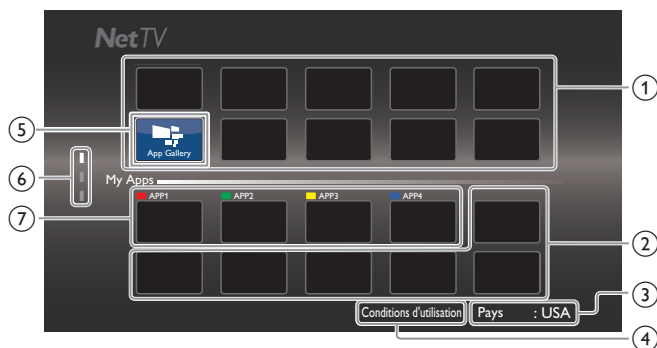 NetTV
1
5
App Gallery
6
My Apps
7
APP1 APP2 APP3 APP4
2
3
Conditions d'utilisation Pays : USA
4